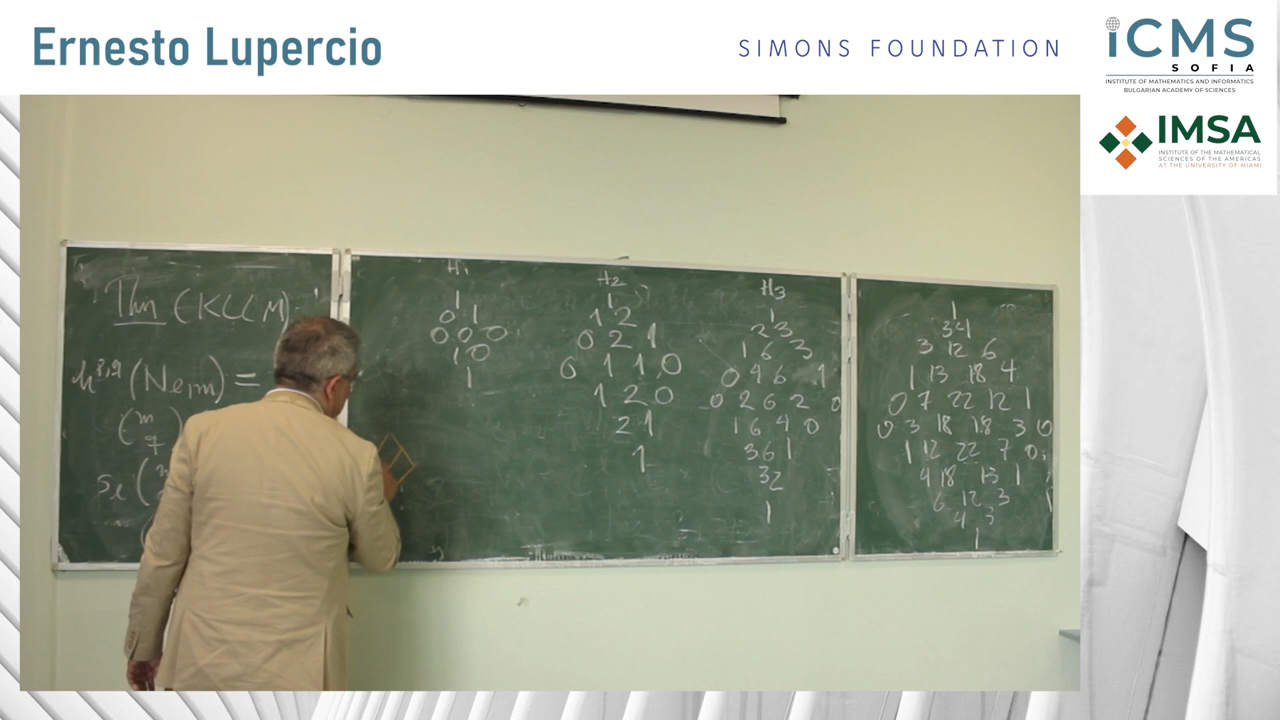 Ernesto Lupercio
SIMONS FOUNDATION
iCMS
SOFIA
INSTITUTE OF MATHEMATICS AND INFORMATICS
BULGARIAN ACADEMY OF SCIENCES
IMSA
INSTITUTE OF THE MATHEMATICAL
SCIENCES OF THE AMERICAS
AT THE UNIVERSITY OF MIAMI
Thm (KLLM)
(Ne,m) =
H1
1
0 1
0 0 0
1 0
1
H2
1
1 2
0 2 1
0 1 1 0
1 2 0
2 1
1
H3
1
2 3
1 6 3
0 4 6 1
0 2 6 2 0
1 6 4 0
3 6 1
3 2
1
1
3 4
3 12 6
1 13 18 4
0 7 22 12 1
0 3 18 18 3 0
1 12 22 7 0
4 18 13 1
6 12 3
4 3
1